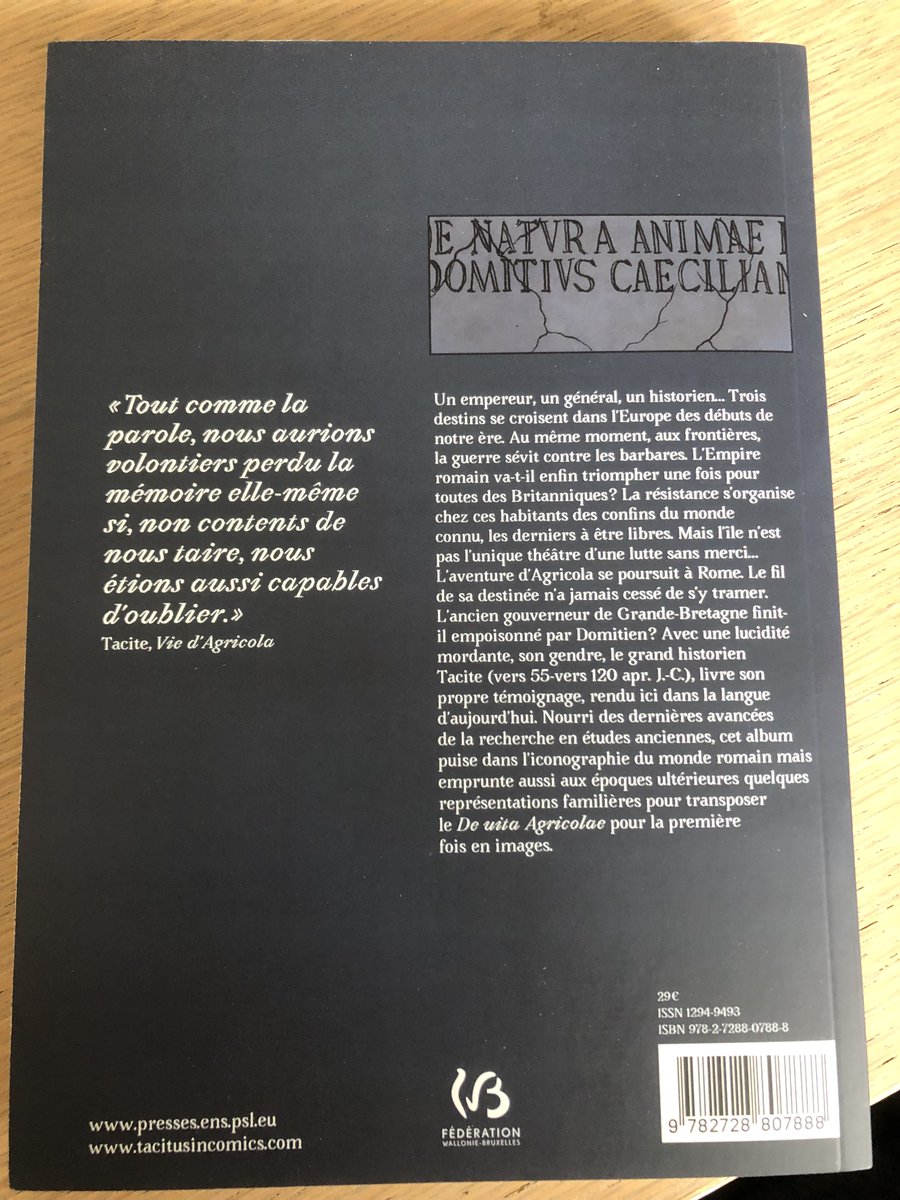 E NATVRA ANIMAE
DOMITIVS CAECILIAN
« Tout comme la
parole, nous aurions
volontiers perdu la
mémoire elle-même
si, non contents de
nous taire, nous
étions aussi capables
d'oublier.»
Tacite, Vie d'Agricola
Un empereur, un général, un historien... Trois
destins se croisent dans l'Europe des débuts de
notre ère. Au même moment, aux frontières,
la guerre sévit contre les barbares. L'Empire
romain va-t-il enfin triompher une fois pour
toutes des Britanniques? La résistance s'organise
chez ces habitants des confins du monde
connu, les derniers à être libres. Mais l'île n'est
pas l'unique théâtre d'une lutte sans merci...
L'aventure d'Agricola se poursuit à Rome. Le fil
de sa destinée n'a jamais cessé de s'y tramer.
L'ancien gouverneur de Grande-Bretagne finit-
il empoisonné par Domitien? Avec une lucidité
mordante, son gendre, le grand historien
Tacite (vers 55-vers 120 apr. J.-C.), livre son
propre témoignage, rendu ici dans la langue
d'aujourd'hui. Nourri des dernières avancées
de la recherche en études anciennes, cet album
puise dans l'iconographie du monde romain mais
emprunte aussi aux époques ultérieures quelques
représentations familières pour transposer
le De uita Agricolae pour la première
fois en images.
29€
ISSN 1294-9493
ISBN 978-2-7288-0788-8
9 782728 807888
www.presses.ens.psl.eu
www.tacitusincomics.com
FÉDÉRATION
WALLONIE-BRUXELLES